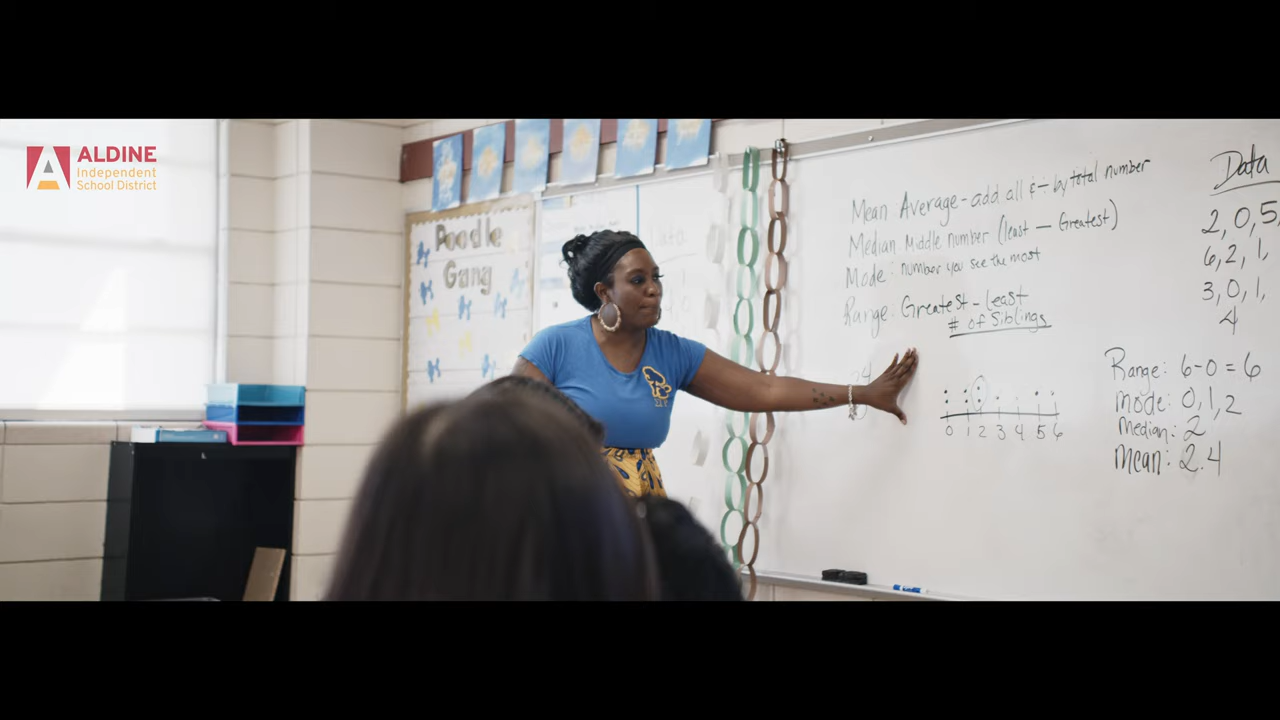 ALDINE
Independent
School District
Poodle
Gang
Mean Average - add all & ÷ by total number
Median Middle number (least — Greatest)
Mode: number you see the most
Range: Greatest - least
# of Siblings
0 1 2 3 4 5 6
Data
2, 0, 5,
6, 2, 1,
3, 0, 1,
4
Range: 6-0 = 6
Mode: 0, 1, 2
Median: 2
Mean: 2.4